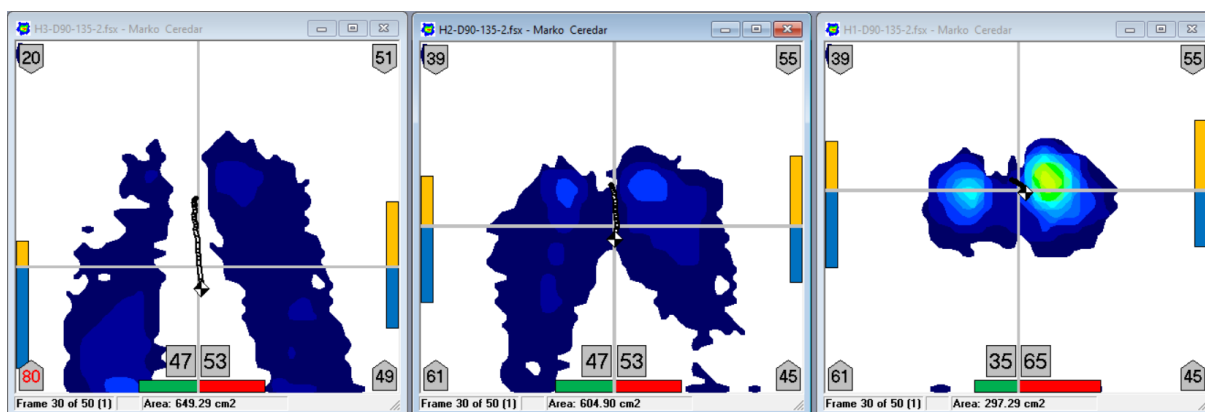 H3-D90-135-2.fsx - Marko Ceredar
20
51
47
53
80
49
Frame 30 of 50 (1)
Area: 649.29 cm2
H2-D90-135-2.fsx - Marko Ceredar
39
55
47
53
61
45
Frame 30 of 50 (1)
Area: 604.90 cm2
H1-D90-135-2.fsx - Marko Ceredar
39
55
35
65
61
45
Frame 30 of 50 (1)
Area: 297.29 cm2